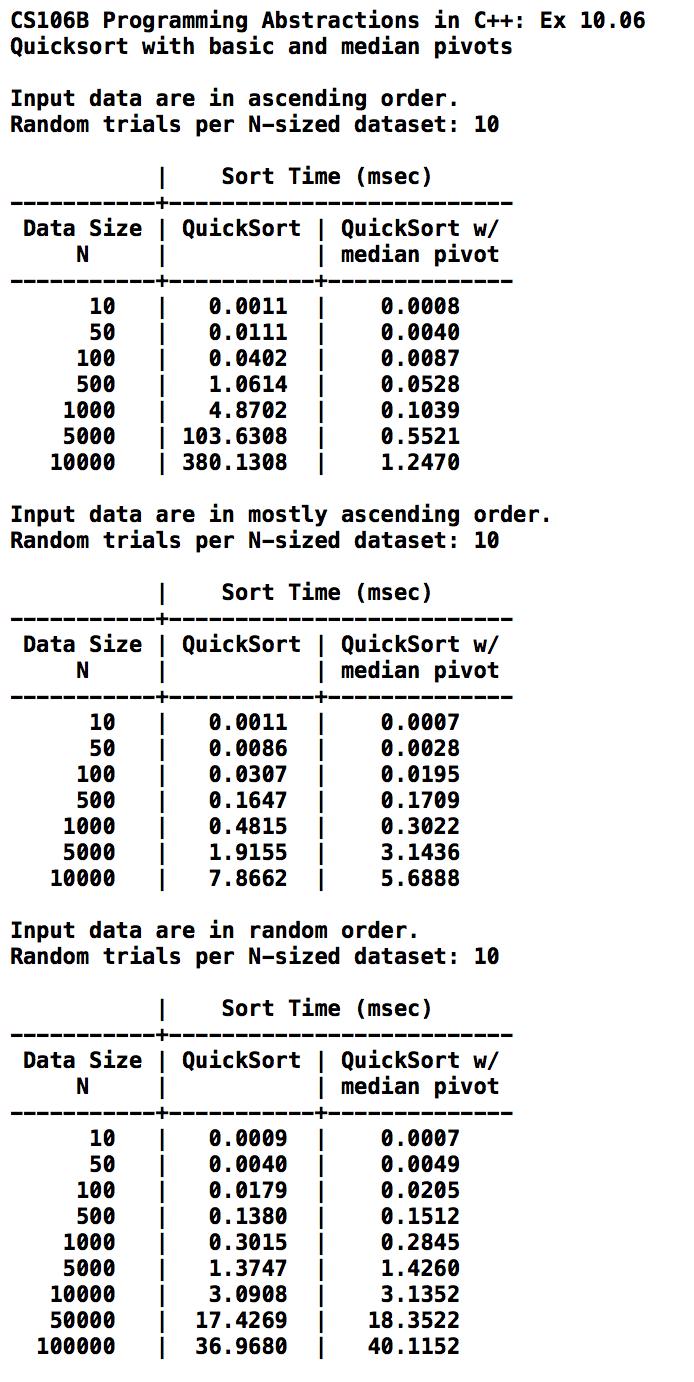 CS106B Programming Abstractions in C++: Ex 10.06
Quicksort with basic and median pivots

Input data are in ascending order.
Random trials per N-sized dataset: 10

           |    Sort Time (msec)
-----------+--------------------------
 Data Size | QuickSort | QuickSort w/
     N     |           | median pivot
-----------+-----------+--------------
      10   |   0.0011  |    0.0008
      50   |   0.0111  |    0.0040
     100   |   0.0402  |    0.0087
     500   |   1.0614  |    0.0528
    1000   |   4.8702  |    0.1039
    5000   | 103.6308  |    0.5521
   10000   | 380.1308  |    1.2470

Input data are in mostly ascending order.
Random trials per N-sized dataset: 10

           |    Sort Time (msec)
-----------+--------------------------
 Data Size | QuickSort | QuickSort w/
     N     |           | median pivot
-----------+-----------+--------------
      10   |   0.0011  |    0.0007
      50   |   0.0086  |    0.0028
     100   |   0.0307  |    0.0195
     500   |   0.1647  |    0.1709
    1000   |   0.4815  |    0.3022
    5000   |   1.9155  |    3.1436
   10000   |   7.8662  |    5.6888

Input data are in random order.
Random trials per N-sized dataset: 10

           |    Sort Time (msec)
-----------+--------------------------
 Data Size | QuickSort | QuickSort w/
     N     |           | median pivot
-----------+-----------+--------------
      10   |   0.0009  |    0.0007
      50   |   0.0040  |    0.0049
     100   |   0.0179  |    0.0205
     500   |   0.1380  |    0.1512
    1000   |   0.3015  |    0.2845
    5000   |   1.3747  |    1.4260
   10000   |   3.0908  |    3.1352
   50000   |  17.4269  |   18.3522
  100000   |  36.9680  |   40.1152